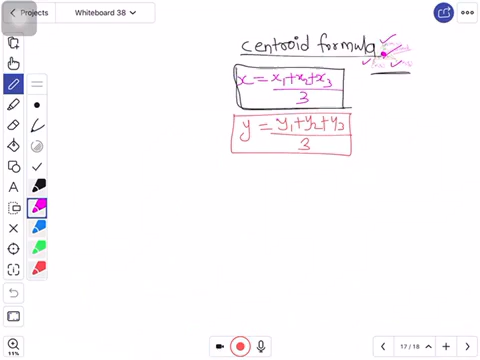 Projects
Whiteboard 38
centroid formula
x = x₁+x₂+x₃
3
y = y₁+y₂+y₃
3
A
11%
17 / 18